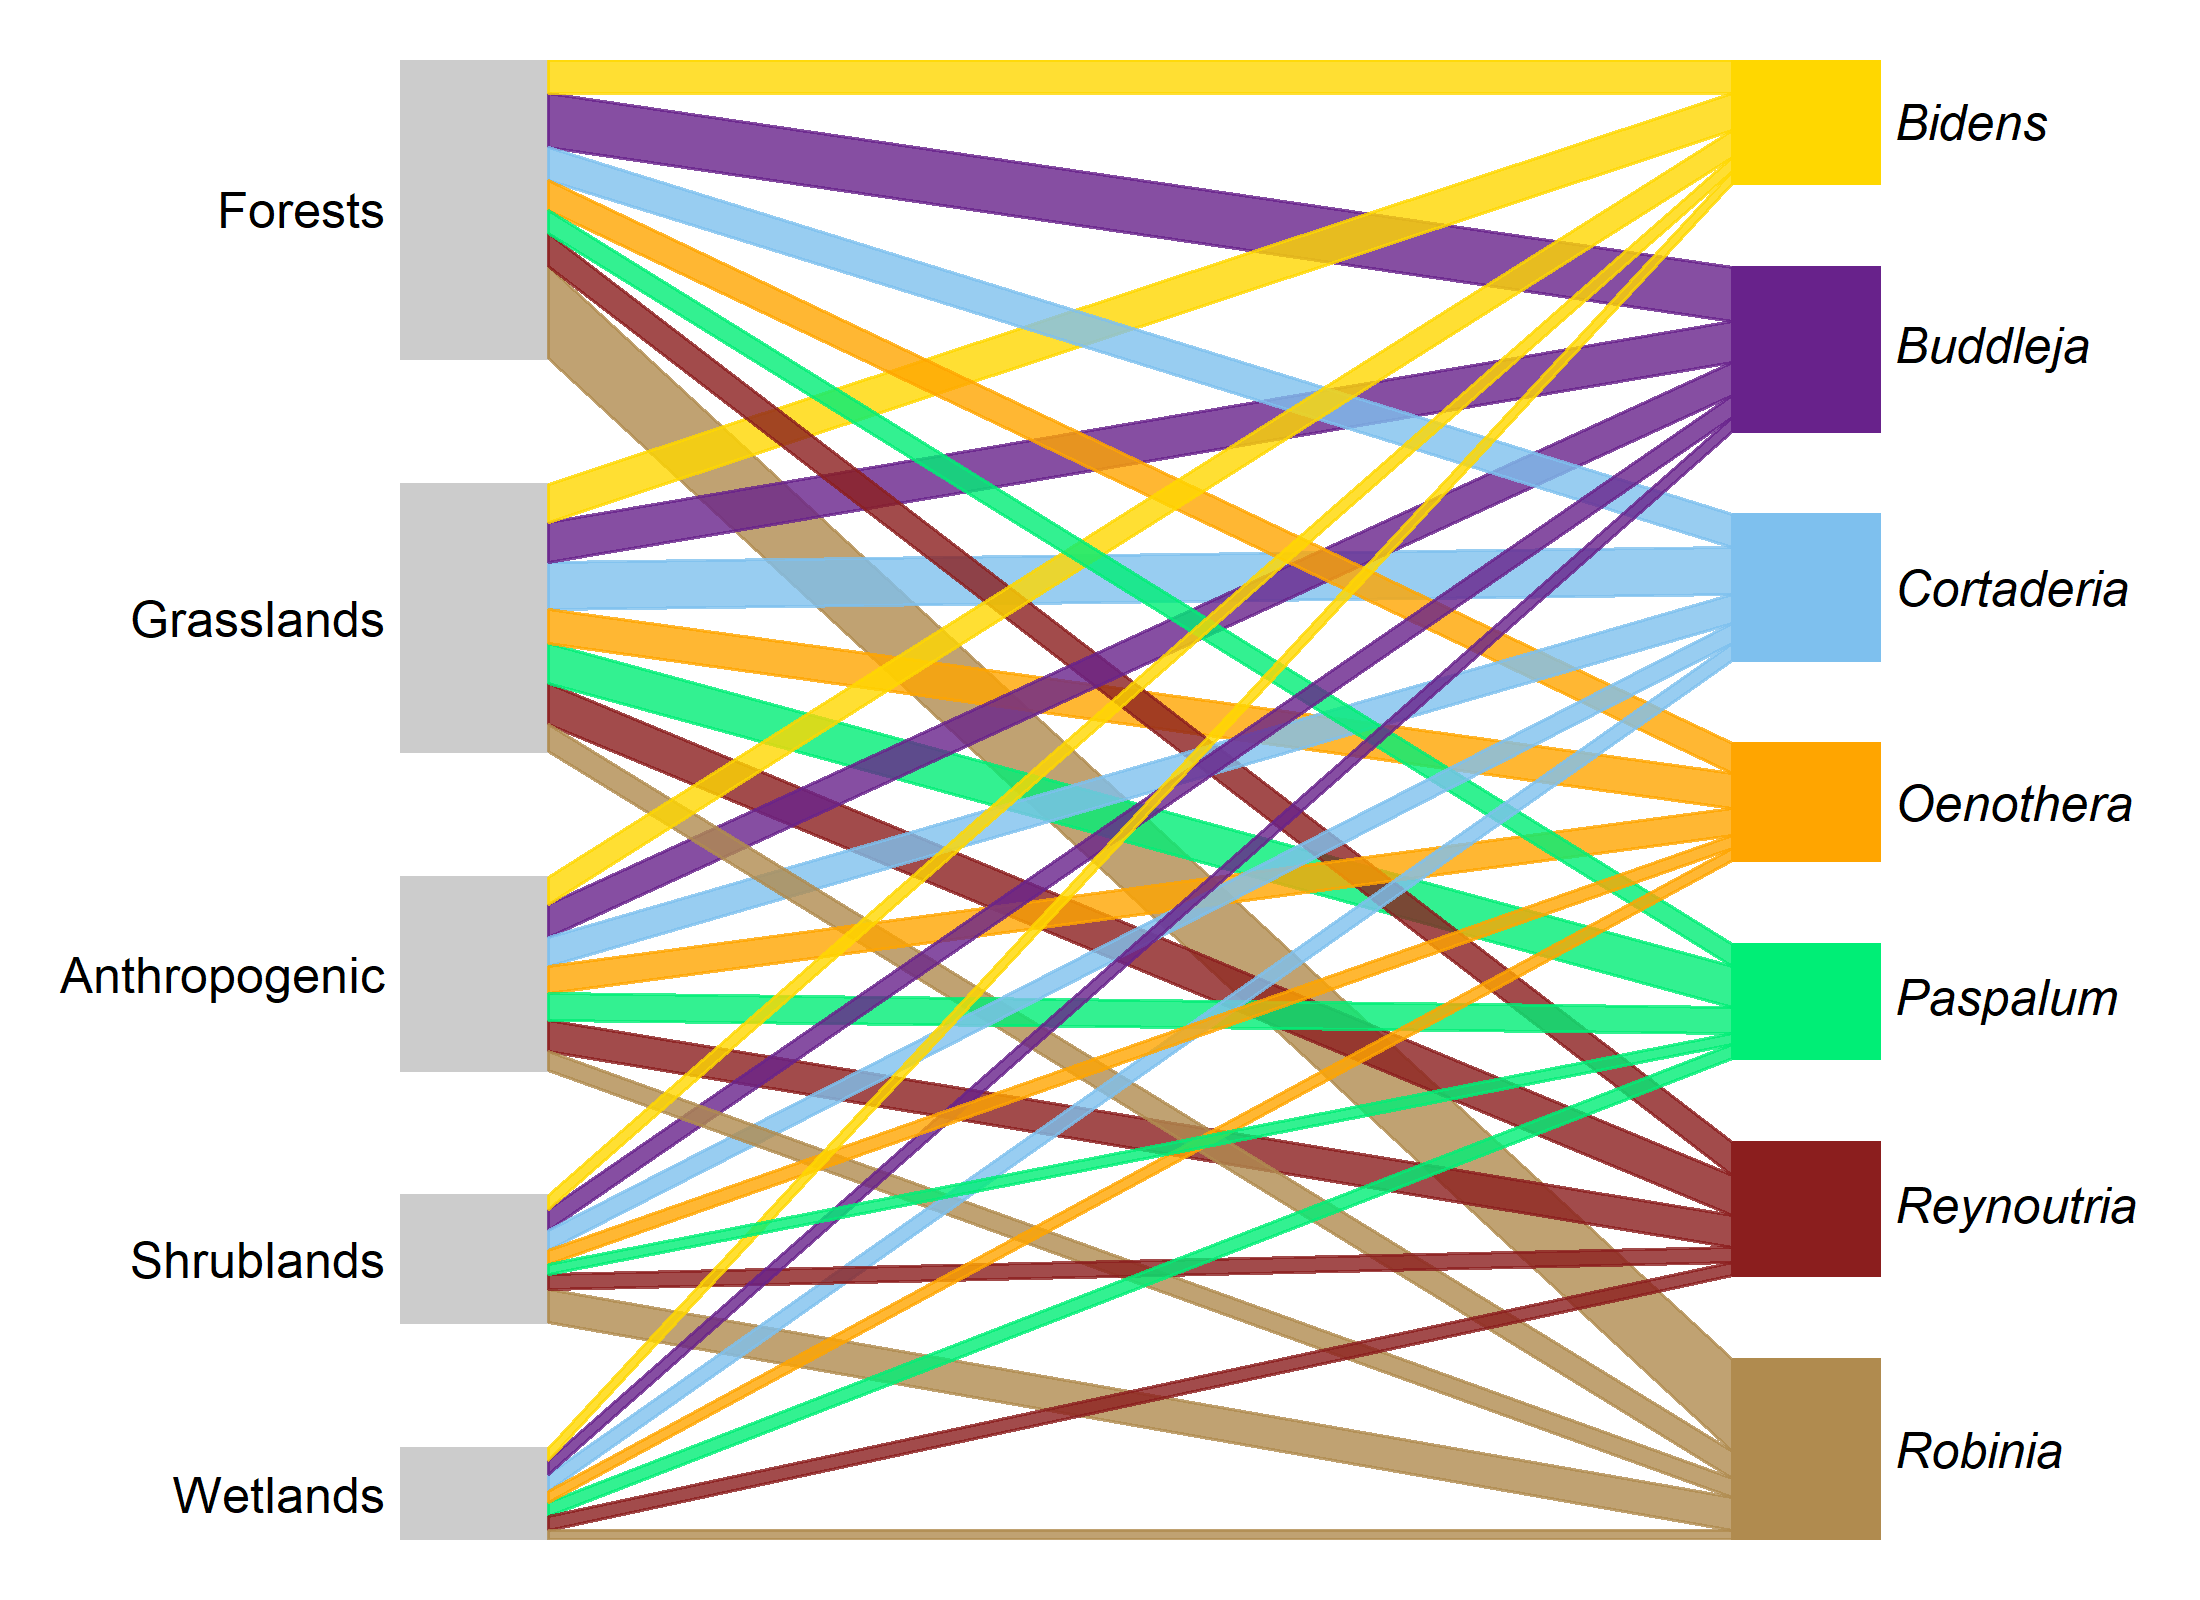 Forests
Grasslands
Anthropogenic
Shrublands
Wetlands
Bidens
Buddleja
Cortaderia
Oenothera
Paspalum
Reynoutria
Robinia